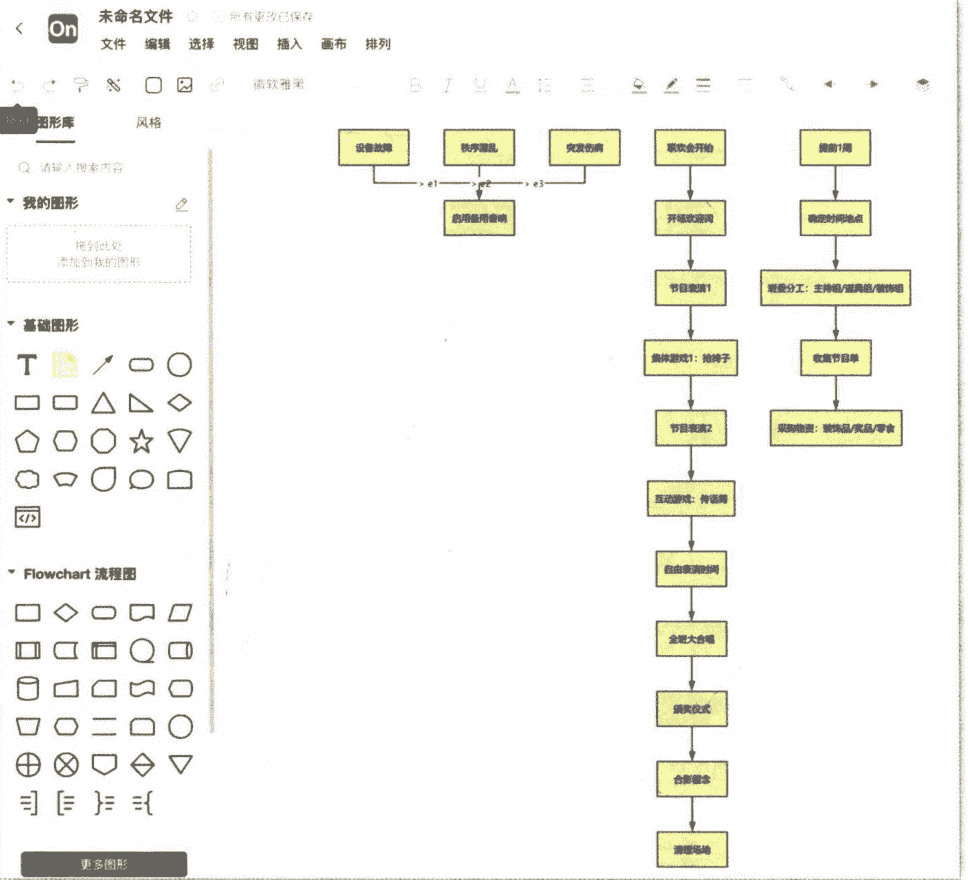 On
未命名文件
所有更改已保存
文件 编辑 选择 视图 插入 画布 排列
微软雅黑
B I U A
图形库 风格
请输入搜索内容
我的图形
拖到此处
添加到我的图形
基础图形
T
Flowchart 流程图
更多图形
设备故障 秩序混乱 突发伤病
> e1 > e2 > e3
启用备用音响
联欢会开始
开场欢迎词
节目表演1
集体游戏1：抢椅子
节目表演2
互动游戏：传话筒
自由表演时间
全班大合唱
颁奖仪式
合影留念
清理场地
提前1周
确定时间地点
班委分工：主持组/道具组/装饰组
收集节目单
采购物资：装饰品/奖品/零食